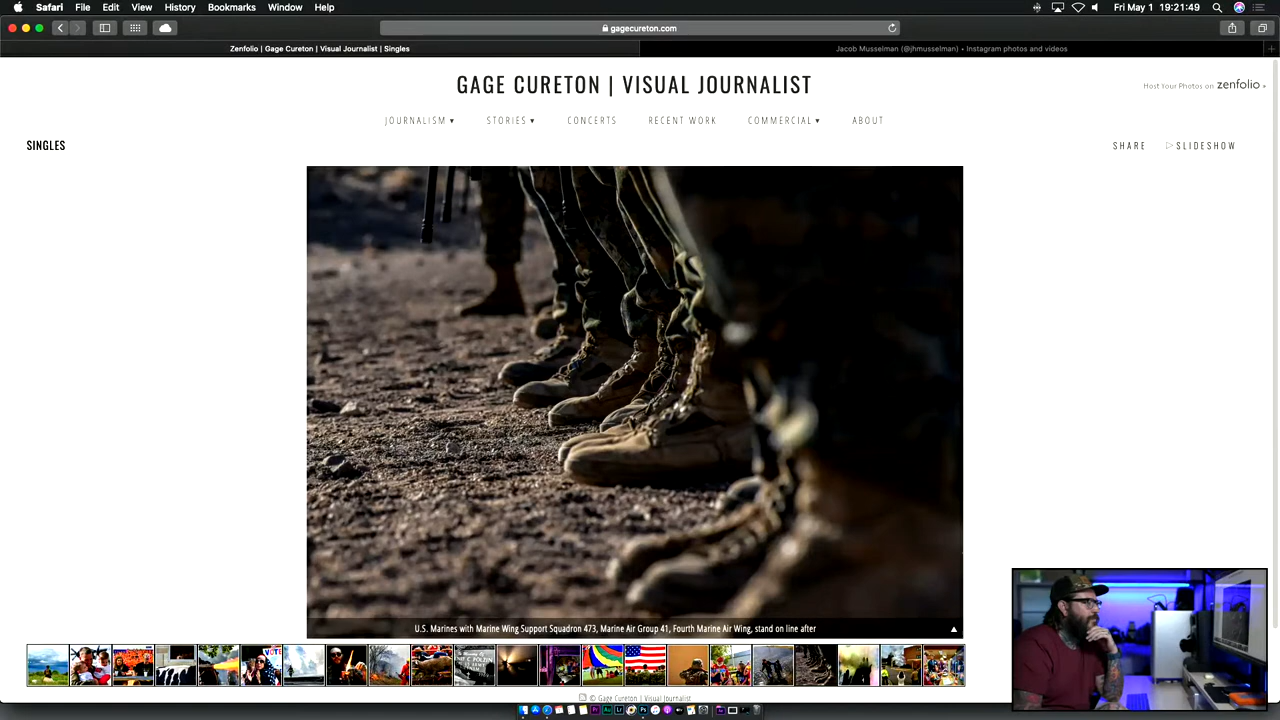 Safari File Edit View History Bookmarks Window Help
Fri May 1 19:21:49
gagecureton.com
Zenfolio | Gage Cureton | Visual Journalist | Singles
Jacob Musselman (@jhmusselman) • Instagram photos and videos
GAGE CURETON | VISUAL JOURNALIST
Host Your Photos on zenfolio »
JOURNALISM ▾ STORIES ▾ CONCERTS RECENT WORK COMMERCIAL ▾ ABOUT
SINGLES
SHARE ▷ SLIDESHOW
U.S. Marines with Marine Wing Support Squadron 473, Marine Air Group 41, Fourth Marine Air Wing, stand on line after
© Gage Cureton | Visual Journalist